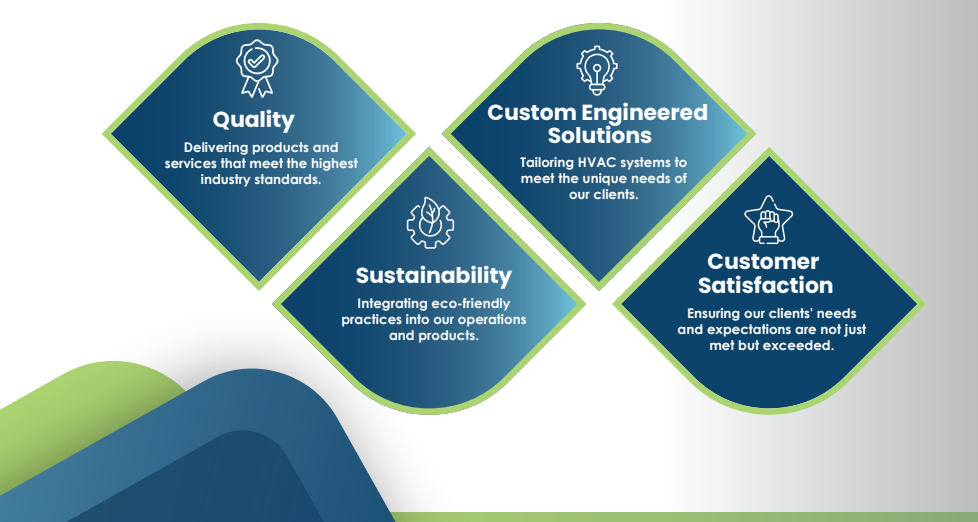 Quality
Delivering products and
services that meet the highest
industry standards.
Custom Engineered
Solutions
Tailoring HVAC systems to
meet the unique needs of
our clients.
Sustainability
Integrating eco-friendly
practices into our operations
and products.
Customer
Satisfaction
Ensuring our clients' needs
and expectations are not just
met but exceeded.